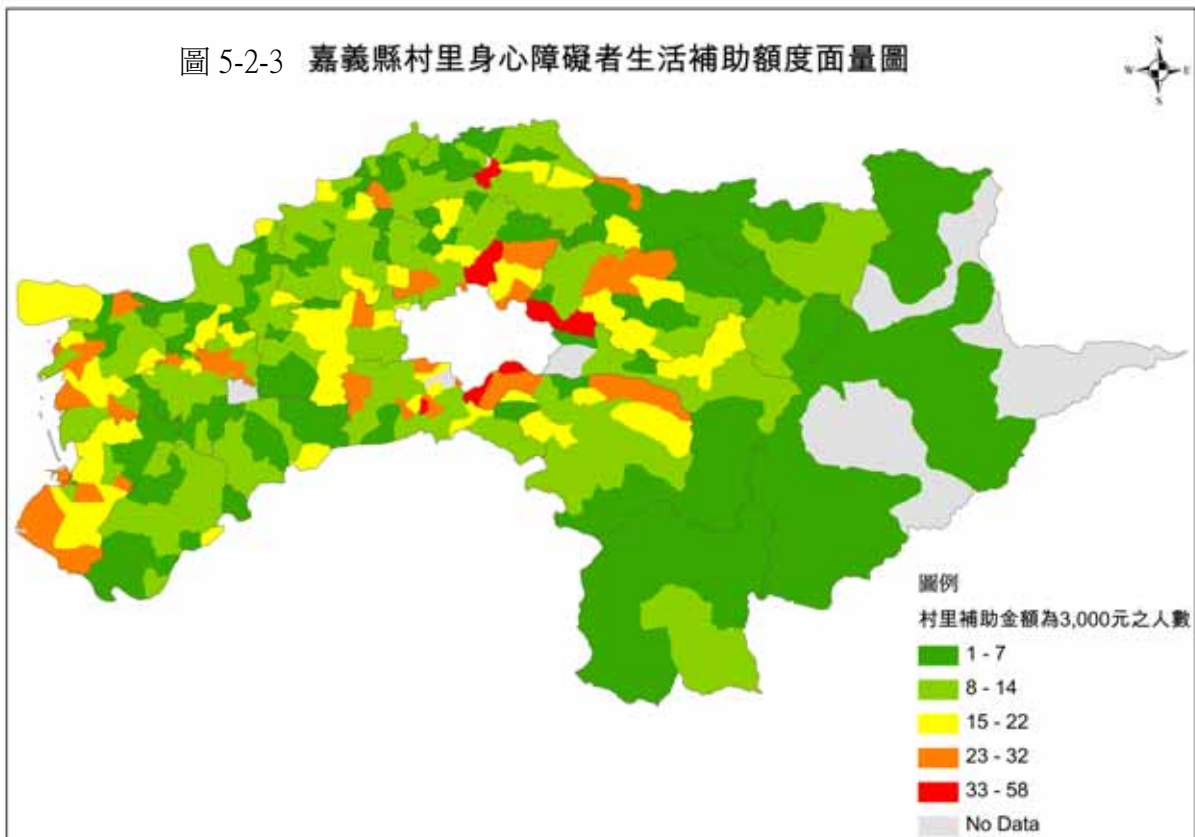 圖 5-2-3 嘉義縣村里身心障礙者生活補助額度面量圖
N
W E
S
圖例
村里補助金額為3,000元之人數
1 - 7
8 - 14
15 - 22
23 - 32
33 - 58
No Data